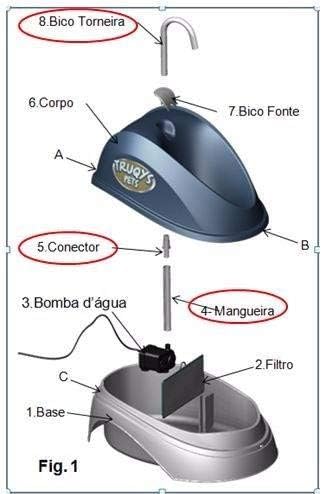 8.Bico Torneira
6.Corpo
7.Bico Fonte
A
TRUQYS
PETS
B
5.Conector
4-Mangueira
3.Bomba d'água
2.Filtro
C
1.Base
Fig.1